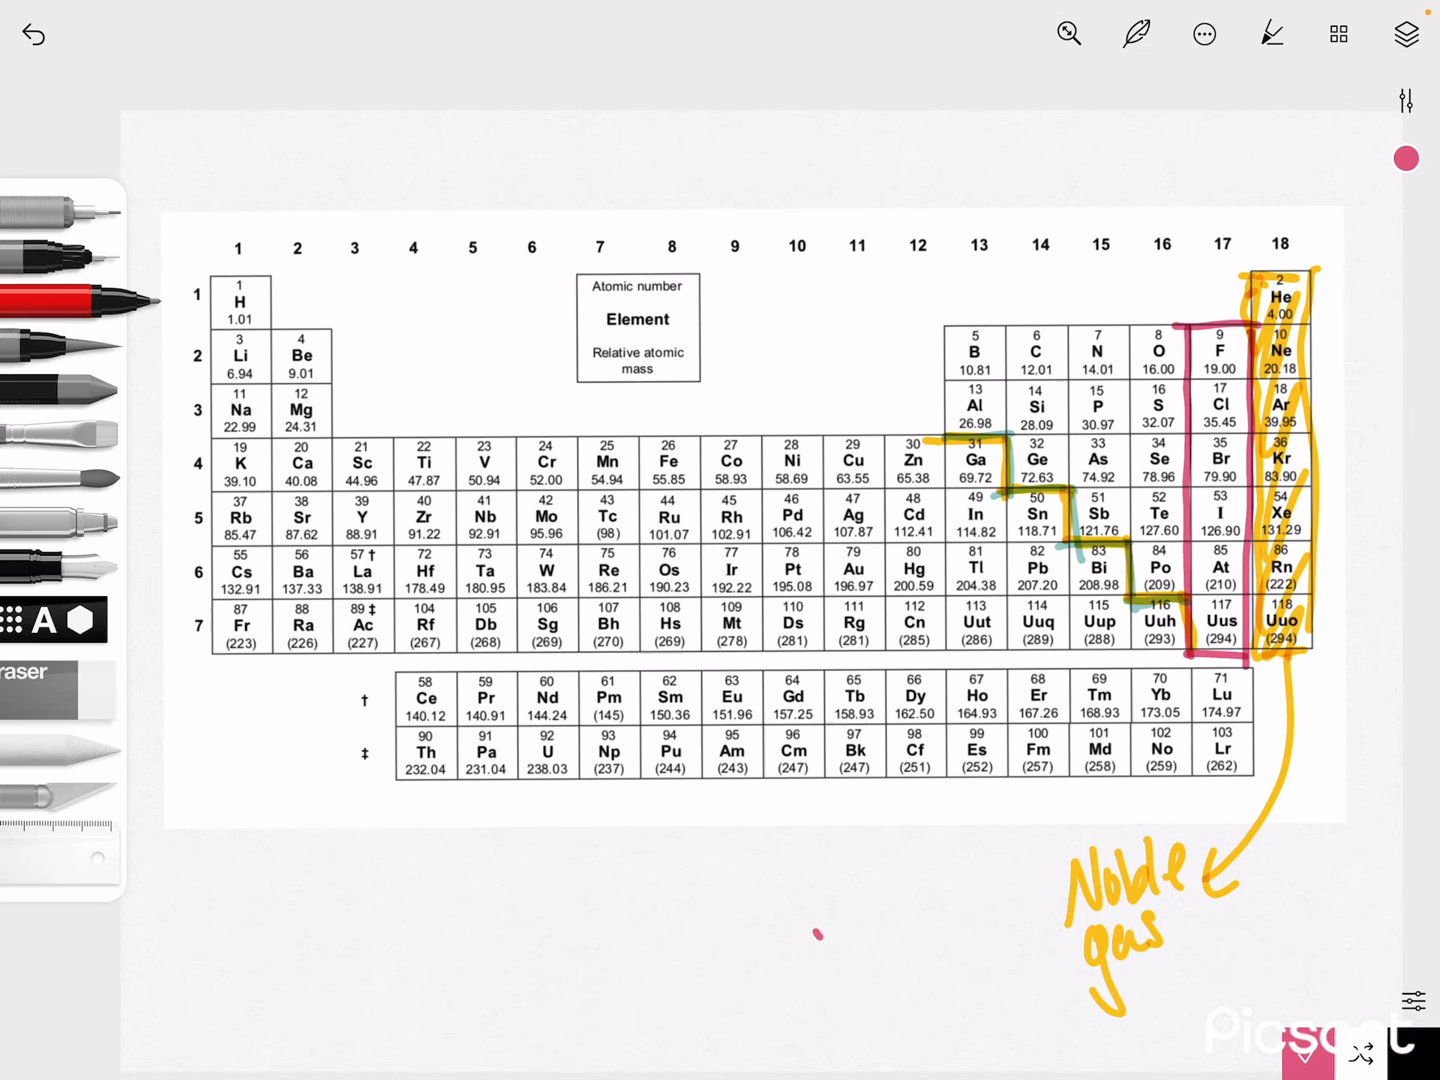 1 2 3 4 5 6 7 8 9 10 11 12 13 14 15 16 17 18
Atomic number
Element
Relative atomic
mass
1
1 2
H He
1.01 4.00
2
3 4 5 6 7 8 9 10
Li Be B C N O F Ne
6.94 9.01 10.81 12.01 14.01 16.00 19.00 20.18
3
11 12 13 14 15 16 17 18
Na Mg Al Si P S Cl Ar
22.99 24.31 26.98 28.09 30.97 32.07 35.45 39.95
4
19 20 21 22 23 24 25 26 27 28 29 30 31 32 33 34 35 36
K Ca Sc Ti V Cr Mn Fe Co Ni Cu Zn Ga Ge As Se Br Kr
39.10 40.08 44.96 47.87 50.94 52.00 54.94 55.85 58.93 58.69 63.55 65.38 69.72 72.63 74.92 78.96 79.90 83.90
5
37 38 39 40 41 42 43 44 45 46 47 48 49 50 51 52 53 54
Rb Sr Y Zr Nb Mo Tc Ru Rh Pd Ag Cd In Sn Sb Te I Xe
85.47 87.62 88.91 91.22 92.91 95.96 (98) 101.07 102.91 106.42 107.87 112.41 114.82 118.71 121.76 127.60 126.90 131.29
6
55 56 57 † 72 73 74 75 76 77 78 79 80 81 82 83 84 85 86
Cs Ba La Hf Ta W Re Os Ir Pt Au Hg Tl Pb Bi Po At Rn
132.91 137.33 138.91 178.49 180.95 183.84 186.21 190.23 192.22 195.08 196.97 200.59 204.38 207.20 208.98 (209) (210) (222)
7
87 88 89 ‡ 104 105 106 107 108 109 110 111 112 113 114 115 116 117 118
Fr Ra Ac Rf Db Sg Bh Hs Mt Ds Rg Cn Uut Uuq Uup Uuh Uus Uuo
(223) (226) (227) (267) (268) (269) (270) (269) (278) (281) (281) (285) (286) (289) (288) (293) (294) (294)
†
58 59 60 61 62 63 64 65 66 67 68 69 70 71
Ce Pr Nd Pm Sm Eu Gd Tb Dy Ho Er Tm Yb Lu
140.12 140.91 144.24 (145) 150.36 151.96 157.25 158.93 162.50 164.93 167.26 168.93 173.05 174.97
‡
90 91 92 93 94 95 96 97 98 99 100 101 102 103
Th Pa U Np Pu Am Cm Bk Cf Es Fm Md No Lr
232.04 231.04 238.03 (237) (244) (243) (247) (247) (251) (252) (257) (258) (259) (262)
A
raser
Noble
gas